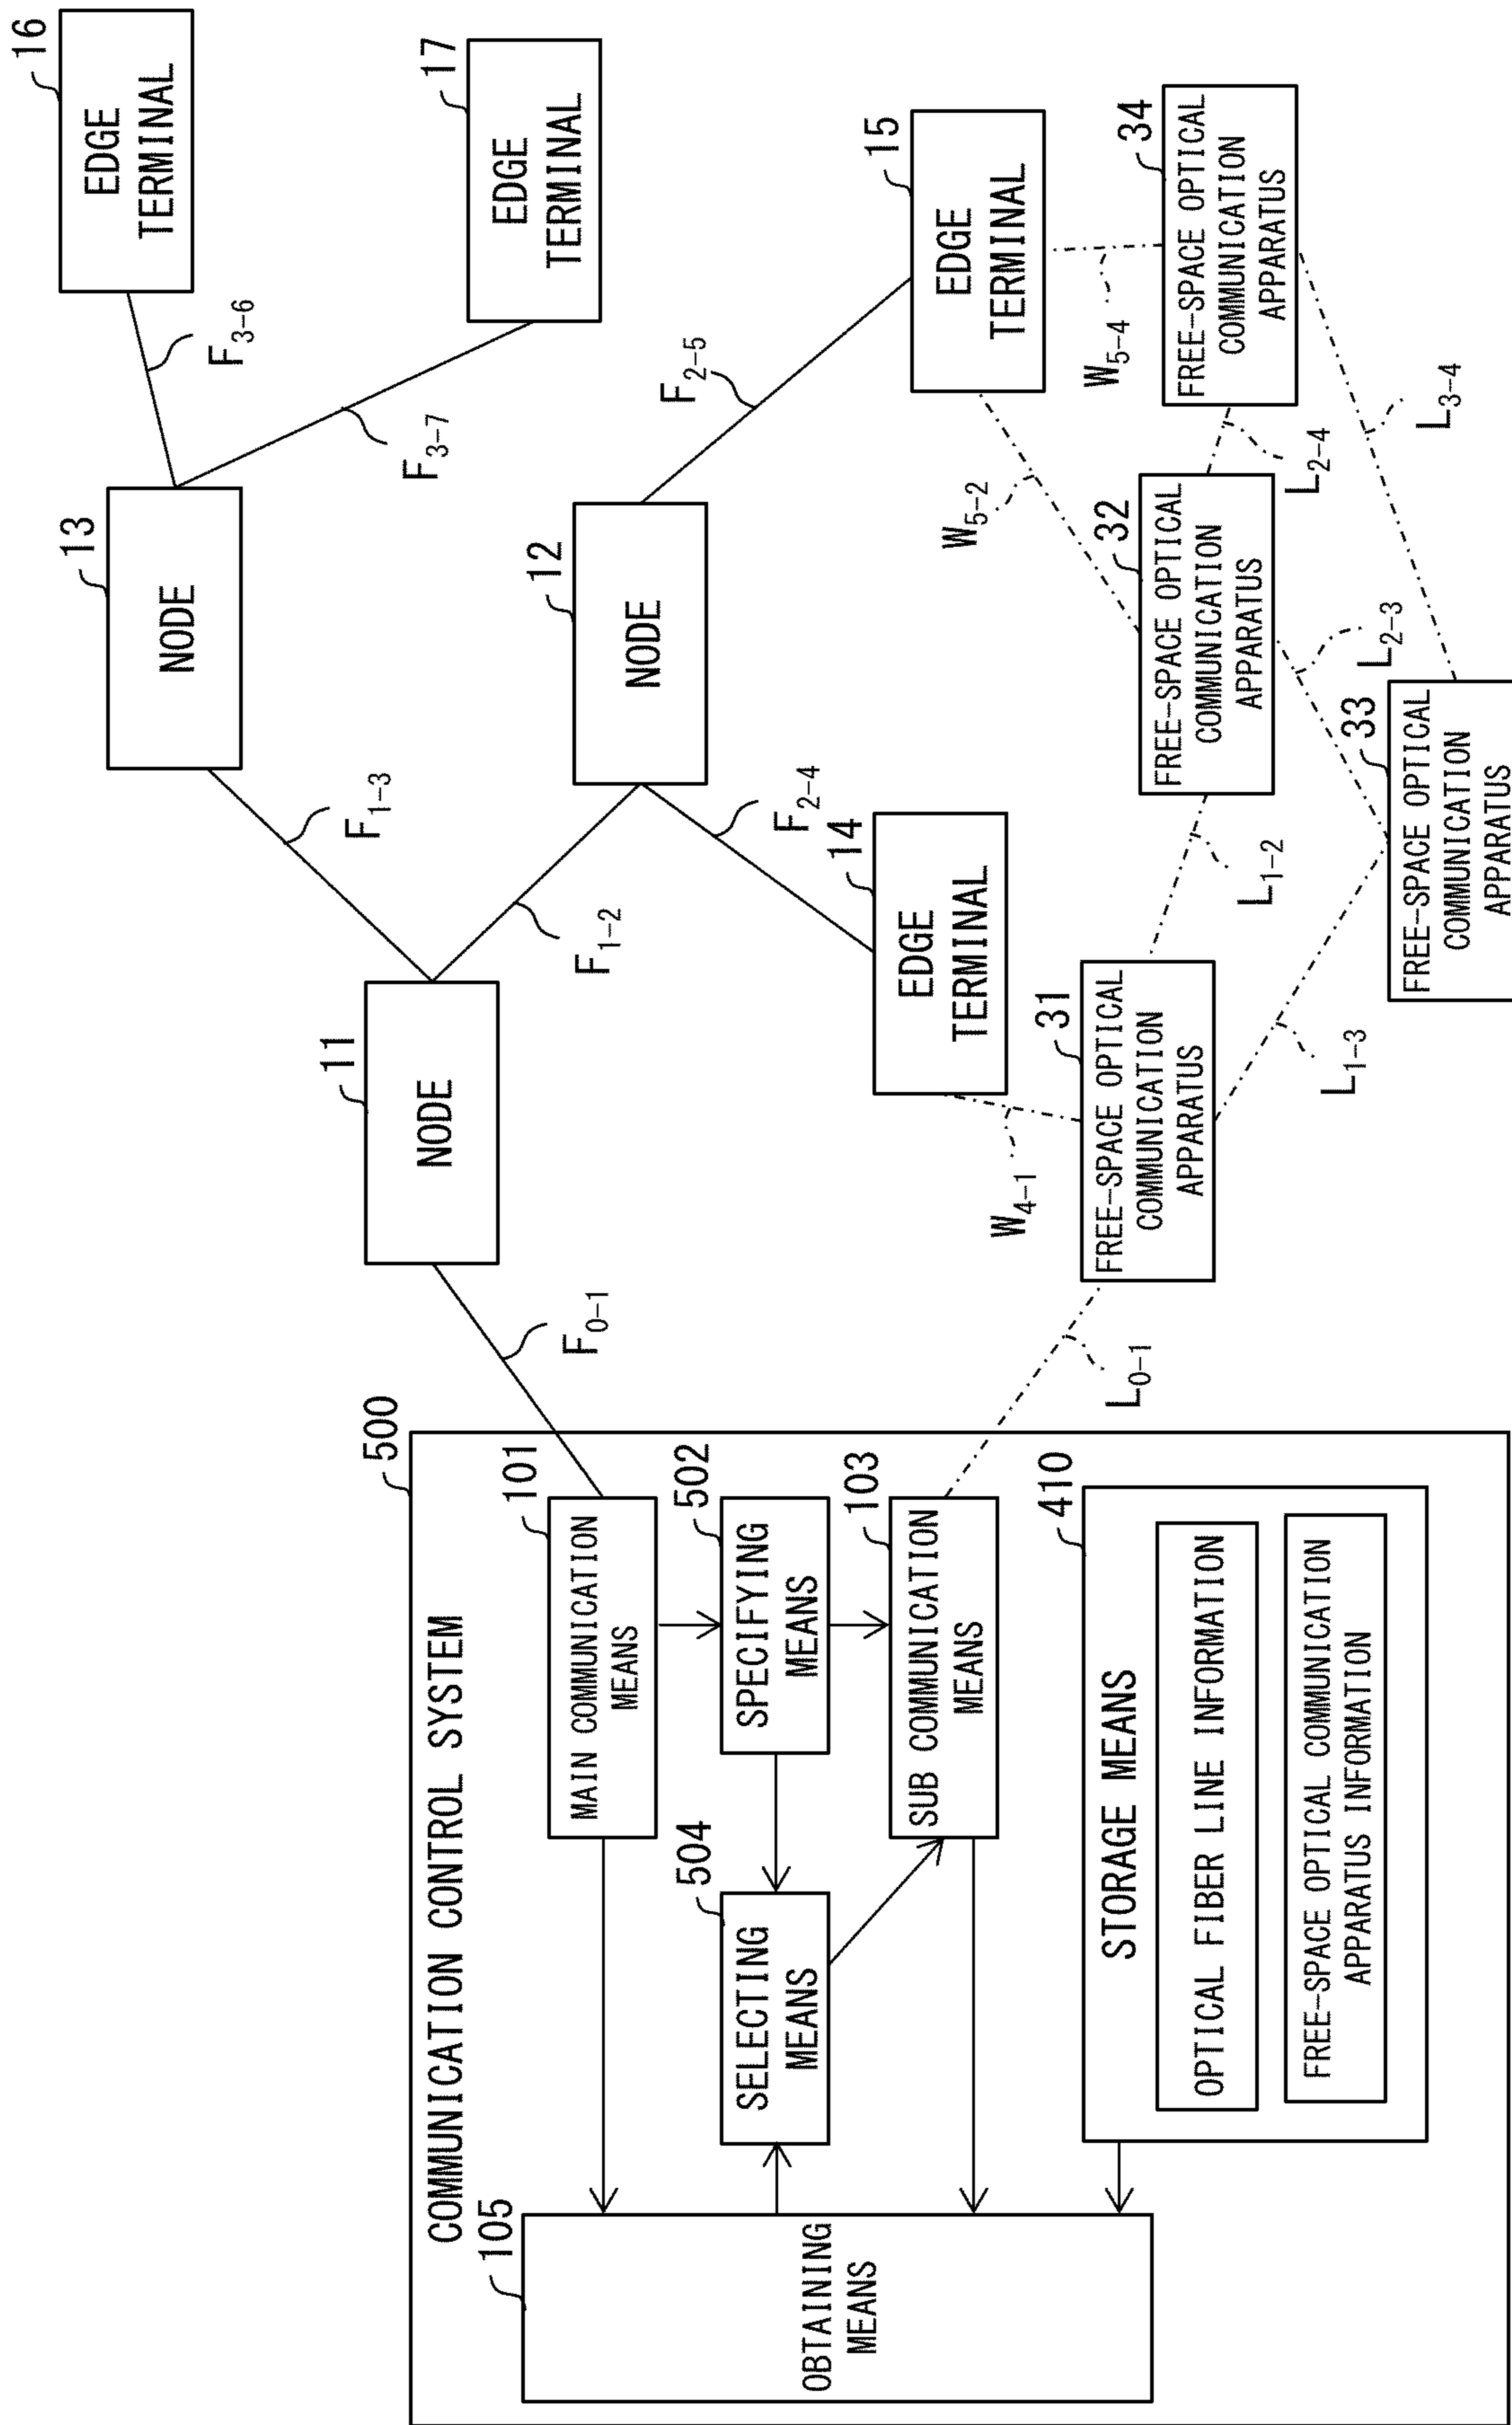 500
COMMUNICATION CONTROL SYSTEM
105
OBTAINING
MEANS
101
MAIN COMMUNICATION
MEANS
502
SPECIFYING
MEANS
504
SELECTING
MEANS
103
SUB COMMUNICATION
MEANS
410
STORAGE MEANS
OPTICAL FIBER LINE INFORMATION
FREE-SPACE OPTICAL COMMUNICATION
APPARATUS INFORMATION
F0-1
L0-1
11
NODE
F1-3
F1-2
13
NODE
F3-6
F3-7
16
EDGE
TERMINAL
17
EDGE
TERMINAL
12
NODE
F2-4
F2-5
14
EDGE
TERMINAL
15
EDGE
TERMINAL
W4-1
W5-2
W5-4
31
FREE-SPACE OPTICAL
COMMUNICATION
APPARATUS
L1-2
L1-3
32
FREE-SPACE OPTICAL
COMMUNICATION
APPARATUS
L2-4
L2-3
34
FREE-SPACE OPTICAL
COMMUNICATION
APPARATUS
L3-4
33
FREE-SPACE OPTICAL
COMMUNICATION
APPARATUS